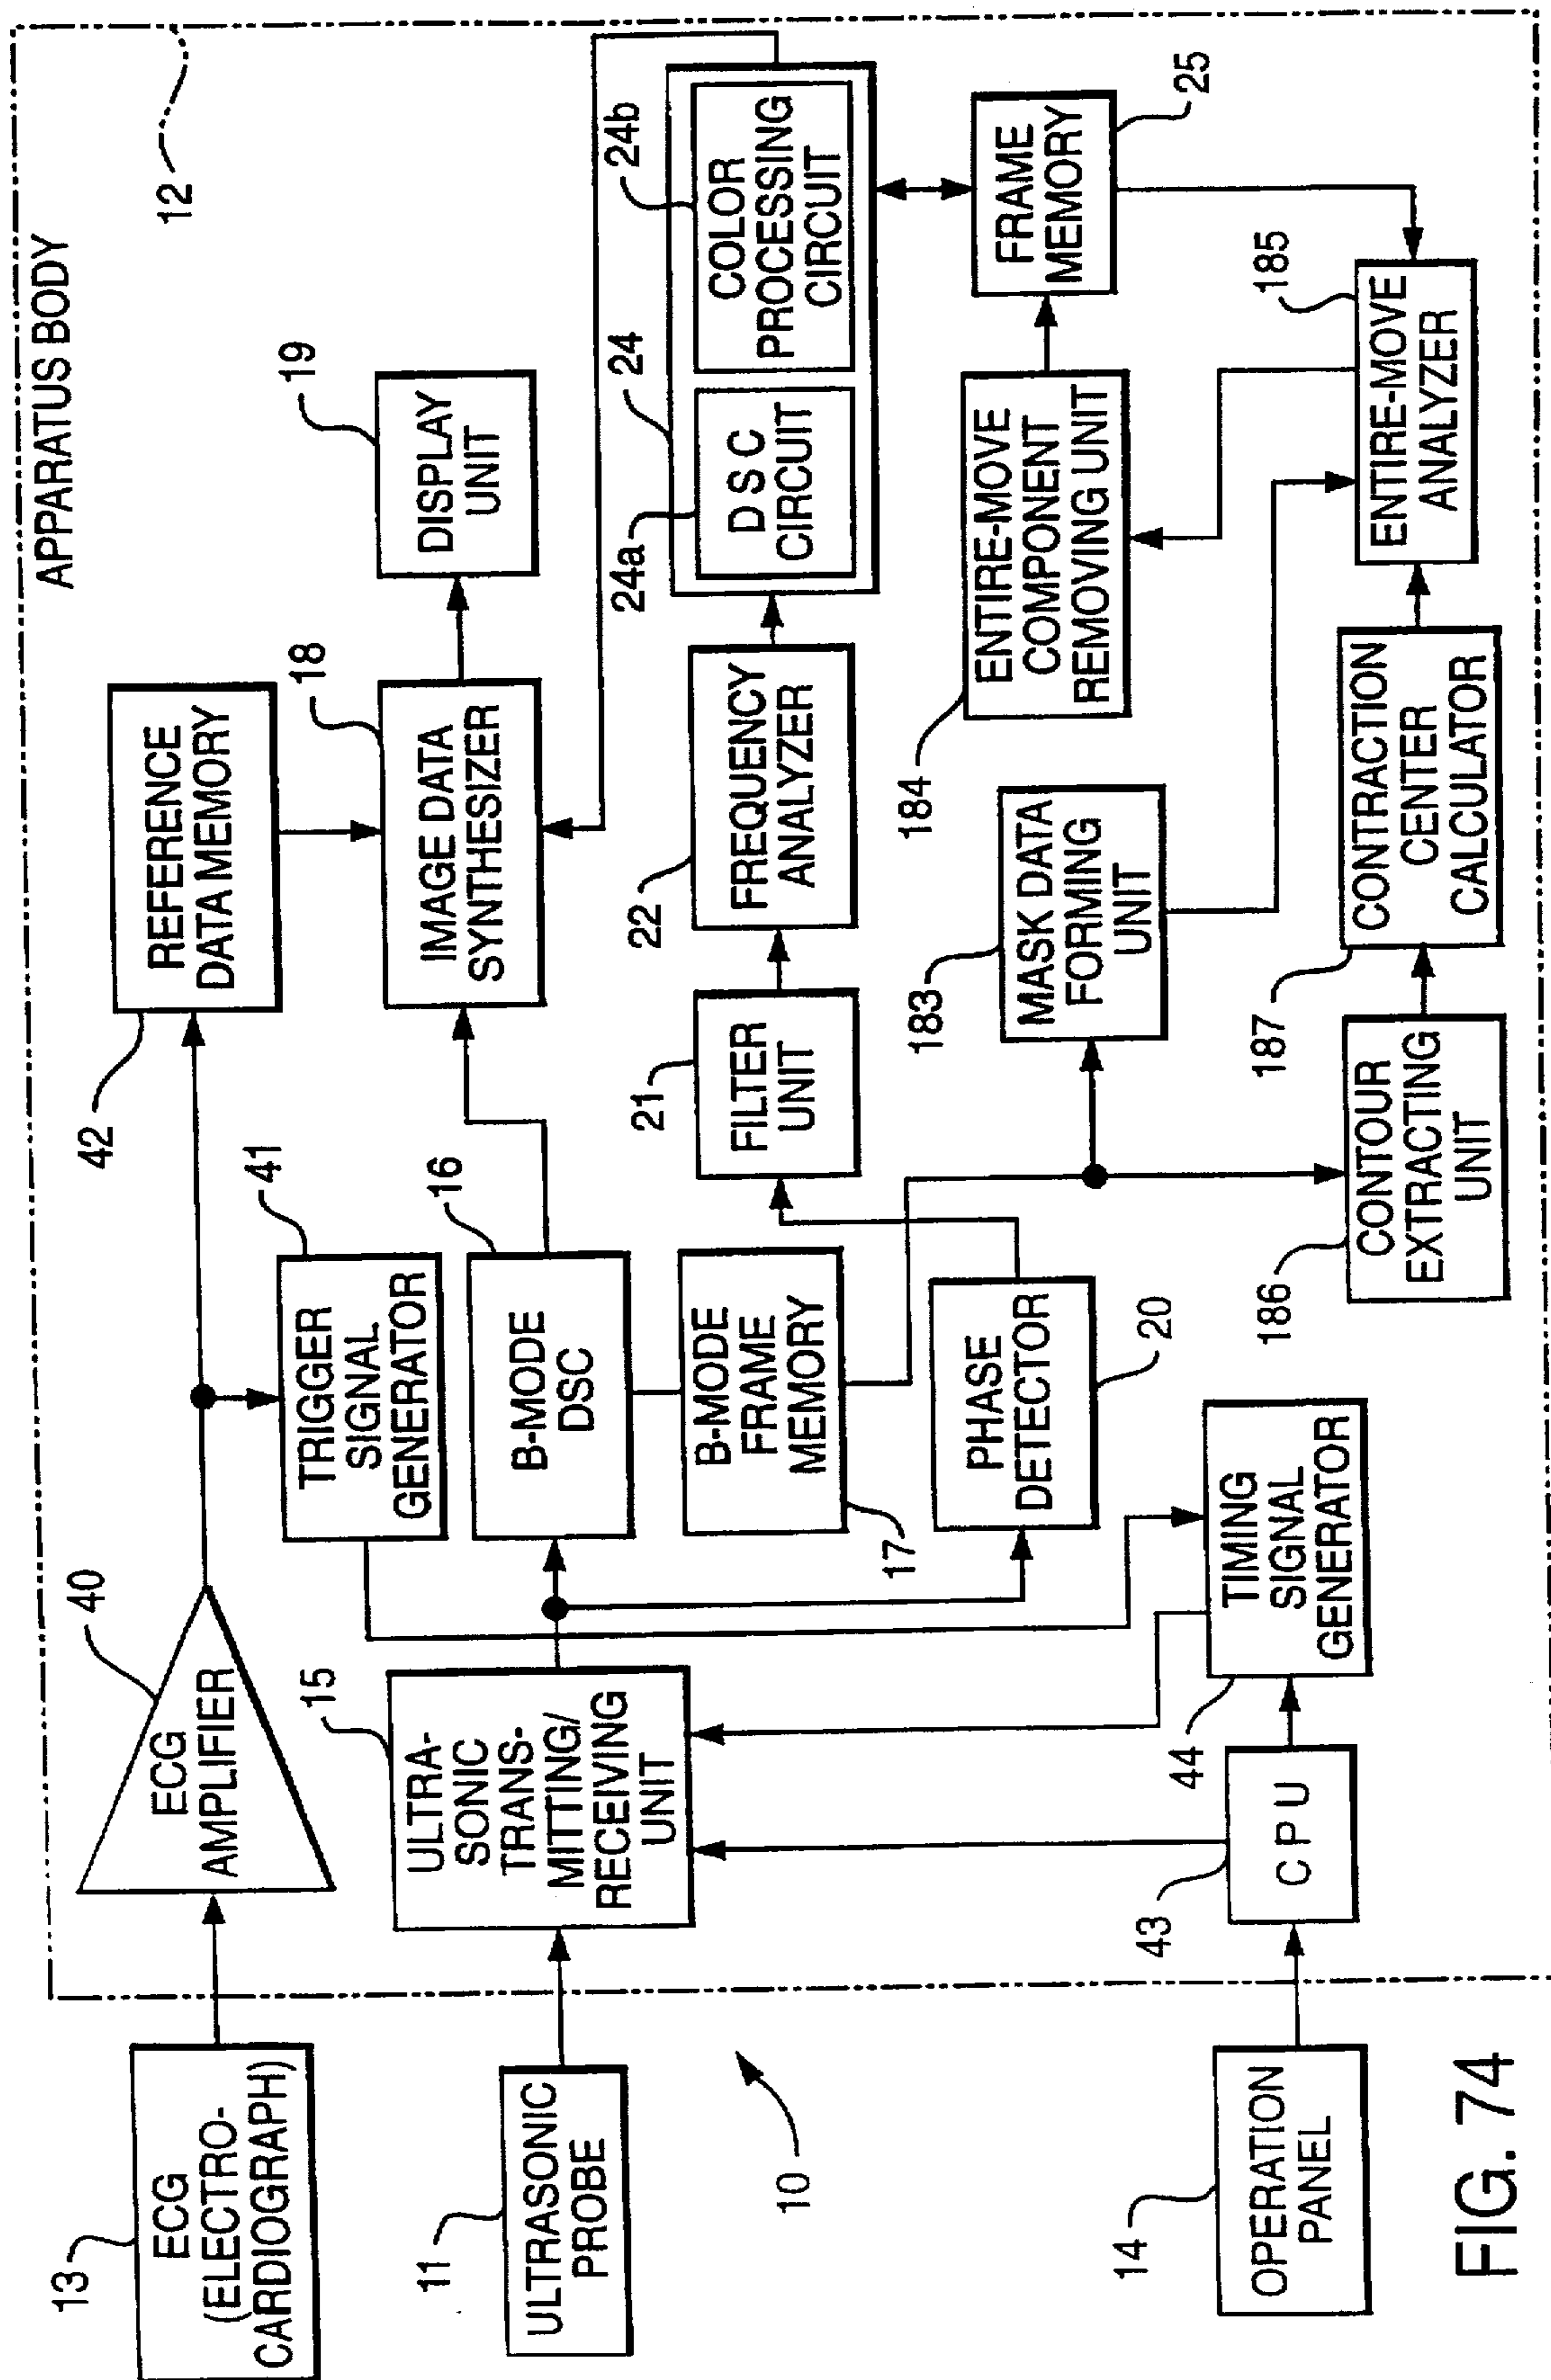 APPARATUS BODY
12
13
ECG
(ELECTRO-
CARDIOGRAPH)
40
ECG
AMPLIFIER
42
REFERENCE
DATA MEMORY
41
TRIGGER
SIGNAL
GENERATOR
19
DISPLAY
UNIT
18
IMAGE DATA
SYNTHESIZER
16
B-MODE
DSC
15
ULTRA-
SONIC
TRANS-
MITTING/
RECEIVING
UNIT
11
ULTRASONIC
PROBE
B-MODE
FRAME
MEMORY
17
21
FILTER
UNIT
22
FREQUENCY
ANALYZER
24
24a
DSC
CIRCUIT
24b
COLOR
PROCESSING
CIRCUIT
10
PHASE
DETECTOR
20
183
MASK DATA
FORMING
UNIT
184
ENTIRE-MOVE
COMPONENT
REMOVING UNIT
FRAME
MEMORY
25
14
OPERATION
PANEL
43
CPU
44
TIMING
SIGNAL
GENERATOR
186
CONTOUR
EXTRACTING
UNIT
187
CONTRACTION
CENTER
CALCULATOR
185
ENTIRE-MOVE
ANALYZER
FIG. 74